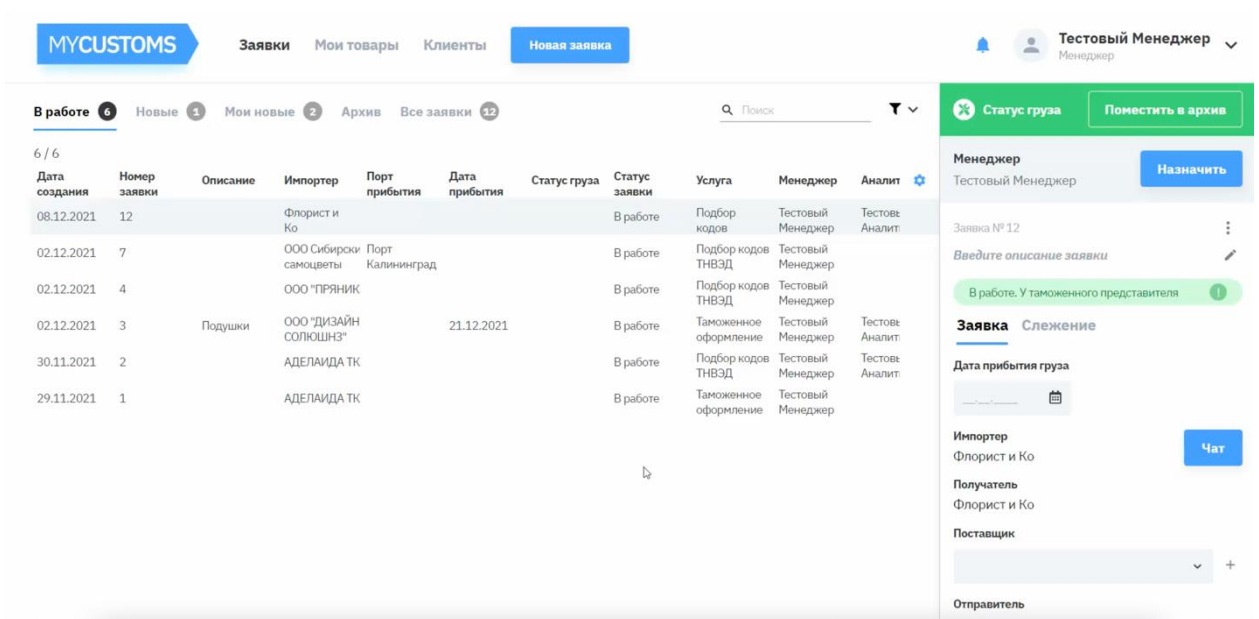 MYCUSTOMS Заявки Мои товары Клиенты Новая заявка Тестовый Менеджер
Менеджер
В работе 6 Новые 1 Мои новые 2 Архив Все заявки 12 Поиск
Статус груза Поместить в архив
6 / 6
Дата создания Номер заявки Описание Импортер Порт прибытия Дата прибытия Статус груза Статус заявки Услуга Менеджер Аналит
08.12.2021 12 Флорист и Ко В работе Подбор кодов Тестовый Менеджер Тестовь Аналит
02.12.2021 7 ООО Сибирски самоцветы Порт Калининград В работе Подбор кодов ТНВЭД Тестовый Менеджер
02.12.2021 4 ООО "ПРЯНИК В работе Подбор кодов ТНВЭД Тестовый Менеджер
02.12.2021 3 Подушки ООО "ДИЗАЙН СОЛЮШНЗ" 21.12.2021 В работе Таможенное оформление Тестовый Менеджер Тестовь Аналит
30.11.2021 2 АДЕЛАИДА ТК В работе Подбор кодов ТНВЭД Тестовый Менеджер Тестовь Аналит
29.11.2021 1 АДЕЛАИДА ТК В работе Таможенное оформление Тестовый Менеджер
Менеджер
Тестовый Менеджер
Назначить
Заявка № 12
Введите описание заявки
В работе. У таможенного представителя
Заявка Слежение
Дата прибытия груза
__.__.____
Импортер
Флорист и Ко
Чат
Получатель
Флорист и Ко
Поставщик
Отправитель